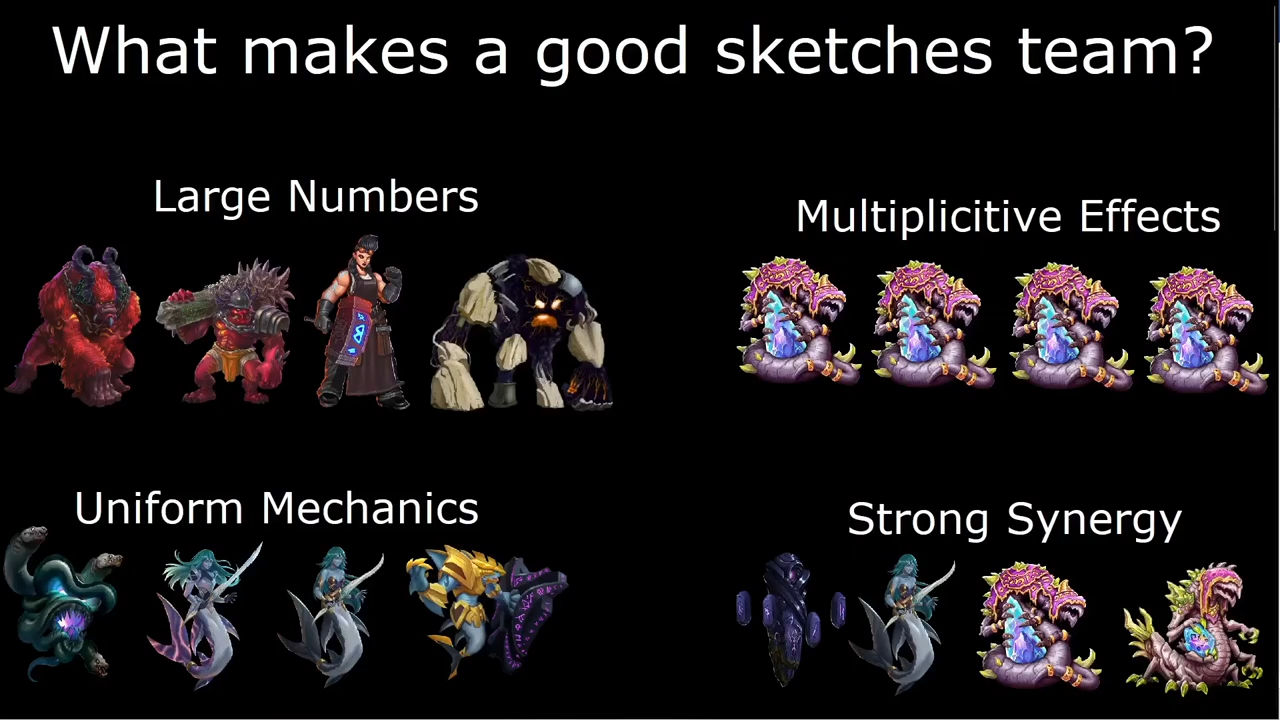 What makes a good sketches team?
Large Numbers
Multiplicitive Effects
Uniform Mechanics
Strong Synergy